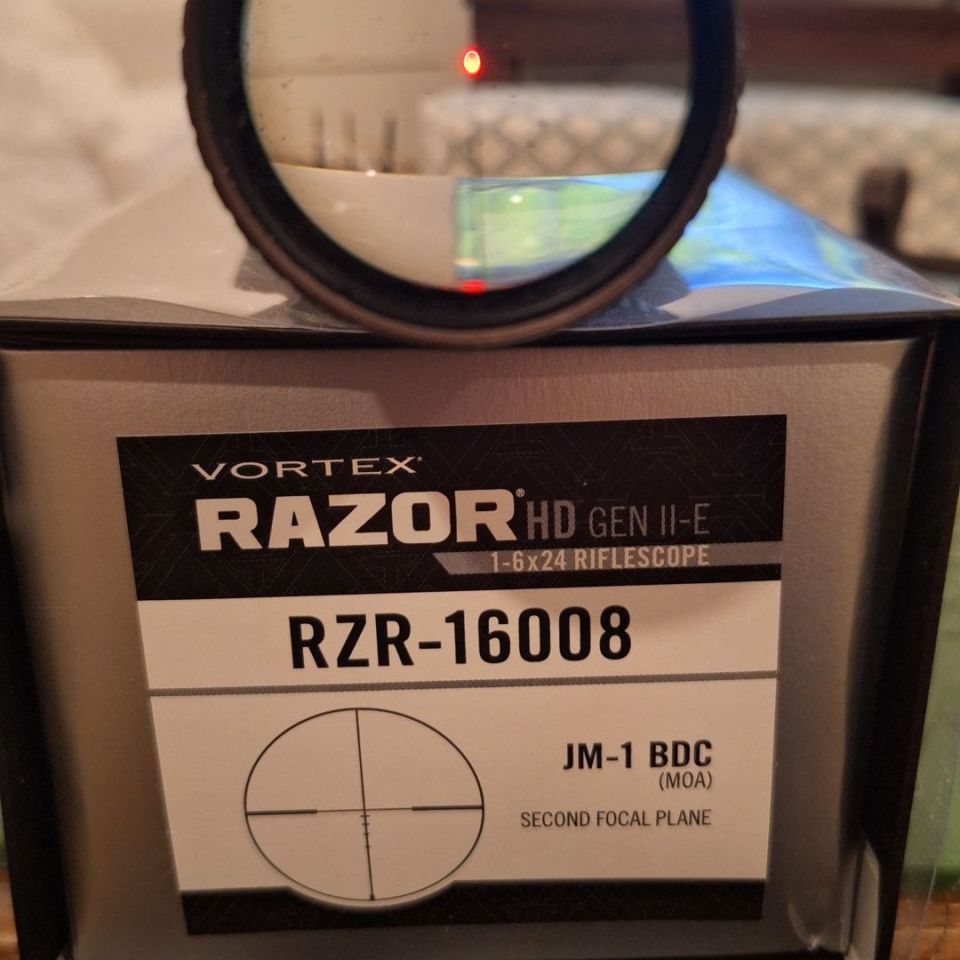 VORTEX®
RAZOR® HD GEN II-E
1-6x24 RIFLESCOPE
RZR-16008
JM-1 BDC
(MOA)
SECOND FOCAL PLANE